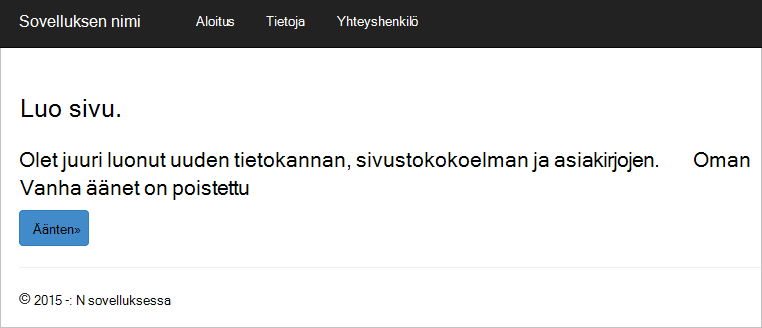 Sovelluksen nimi Aloitus Tietoja Yhteyshenkilö
Luo sivu.
Olet juuri luonut uuden tietokannan, sivustokokoelman ja asiakirjojen. Oman
Vanha äänet on poistettu
Äänten»
© 2015 -: N sovelluksessa